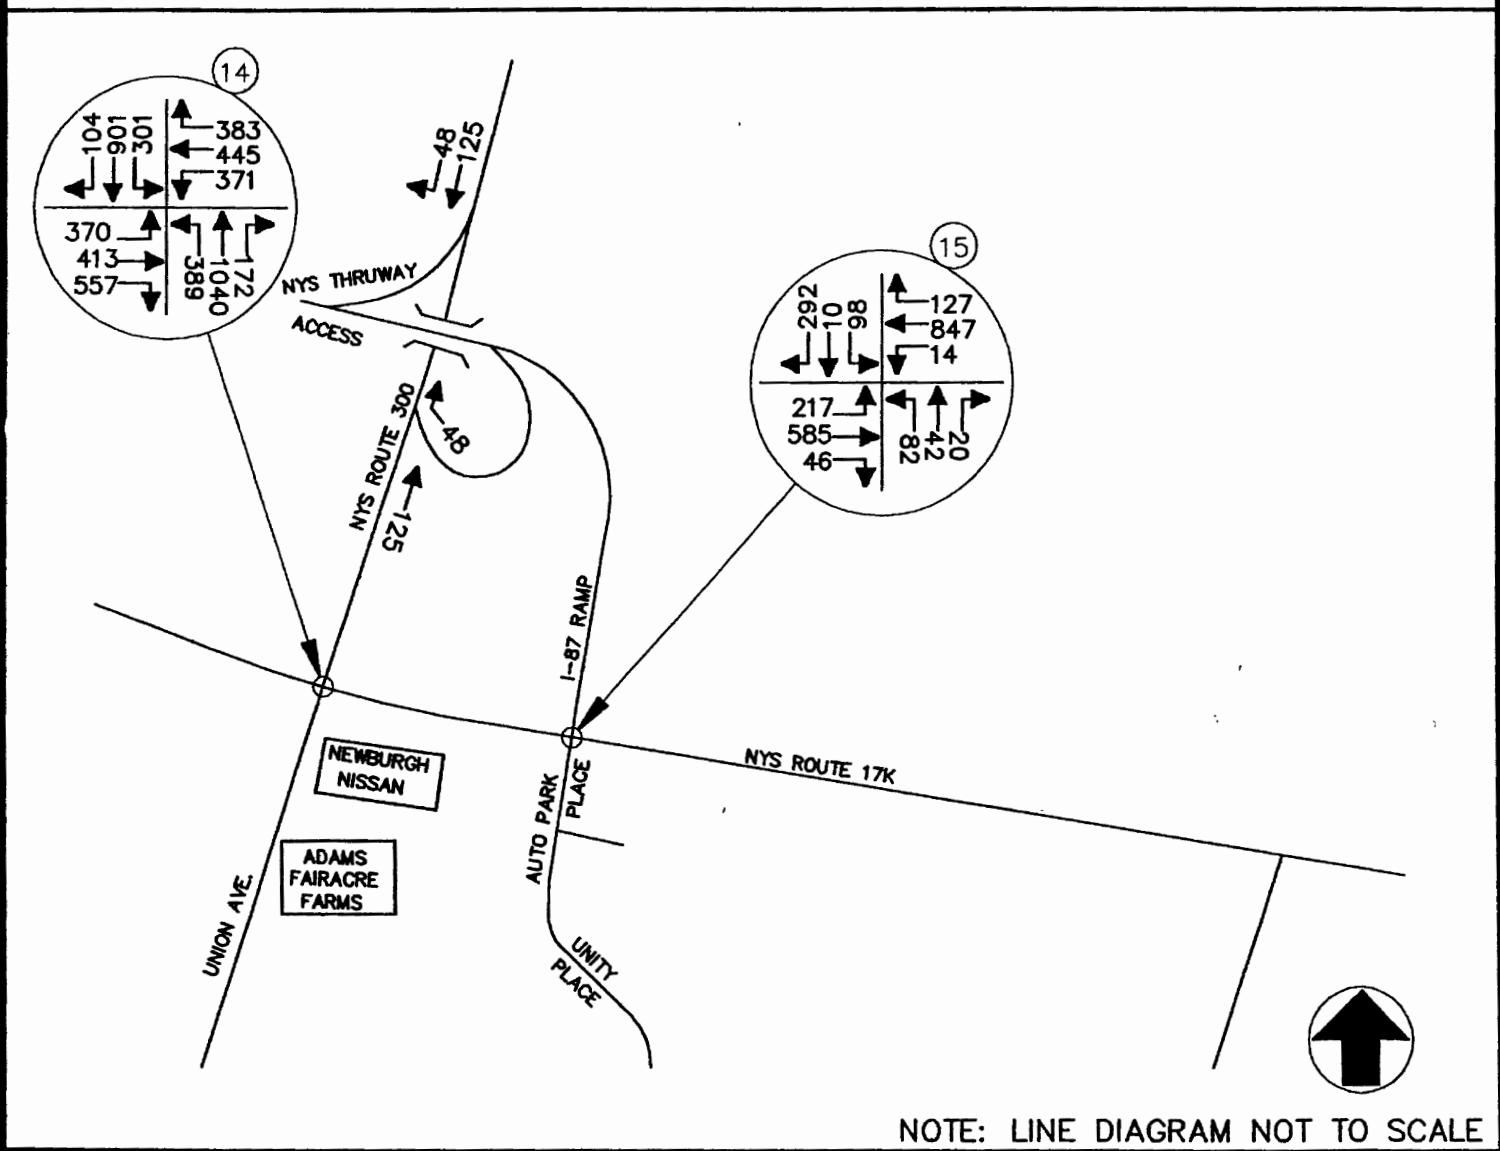 14
104
901
301
383
445
371
370
413
557
389
1040
172
48
125
NYS THRUWAY
ACCESS
15
292
10
98
127
847
14
217
585
46
82
42
20
NYS ROUTE 300
48
125
I-87 RAMP
NEWBURGH
NISSAN
NYS ROUTE 17K
AUTO PARK
PLACE
ADAMS
FAIRACRE
FARMS
UNION AVE.
UNITY
PLACE
NOTE: LINE DIAGRAM NOT TO SCALE